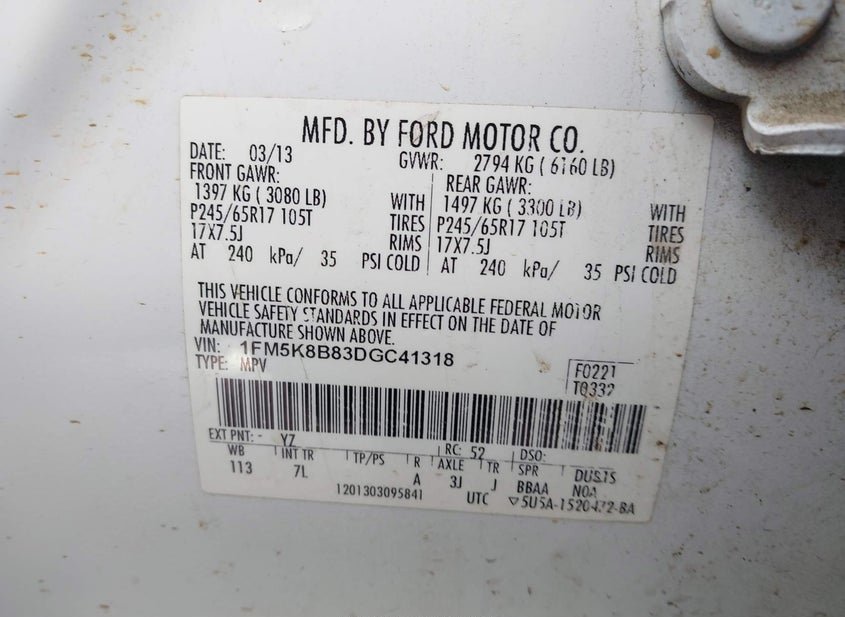 MFD. BY FORD MOTOR CO.
DATE: 03/13 GVWR: 2794 KG ( 6160 LB)
FRONT GAWR: REAR GAWR:
1397 KG ( 3080 LB) WITH 1497 KG ( 3300 LB) WITH
P245/65R17 105T TIRES P245/65R17 105T TIRES
17X7.5J RIMS 17X7.5J RIMS
AT 240 kPa/ 35 PSI COLD AT 240 kPa/ 35 PSI COLD
THIS VEHICLE CONFORMS TO ALL APPLICABLE FEDERAL MOTOR
VEHICLE SAFETY STANDARDS IN EFFECT ON THE DATE OF
MANUFACTURE SHOWN ABOVE.
VIN: 1FM5K8B83DGC41318
TYPE: MPV
F0221
T0332
EXT PNT: - YZ RC: 52 DSO:
WB INT TR TP/PS R AXLE TR SPR DUSTS
113 7L A 3J J BBAA NOA
1201303095841 UTC ▽5U5A-1520472-BA